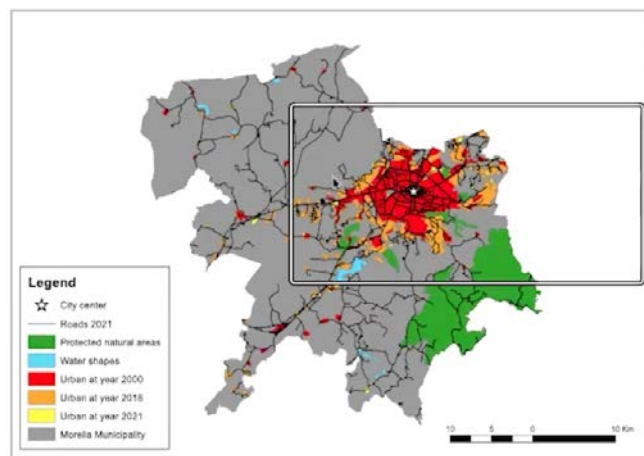 Legend
City center
Roads 2021
Protected natural areas
Water shapes
Urban at year 2000
Urban at year 2016
Urban at year 2021
Morelia Municipality
10 5 0 10 Km